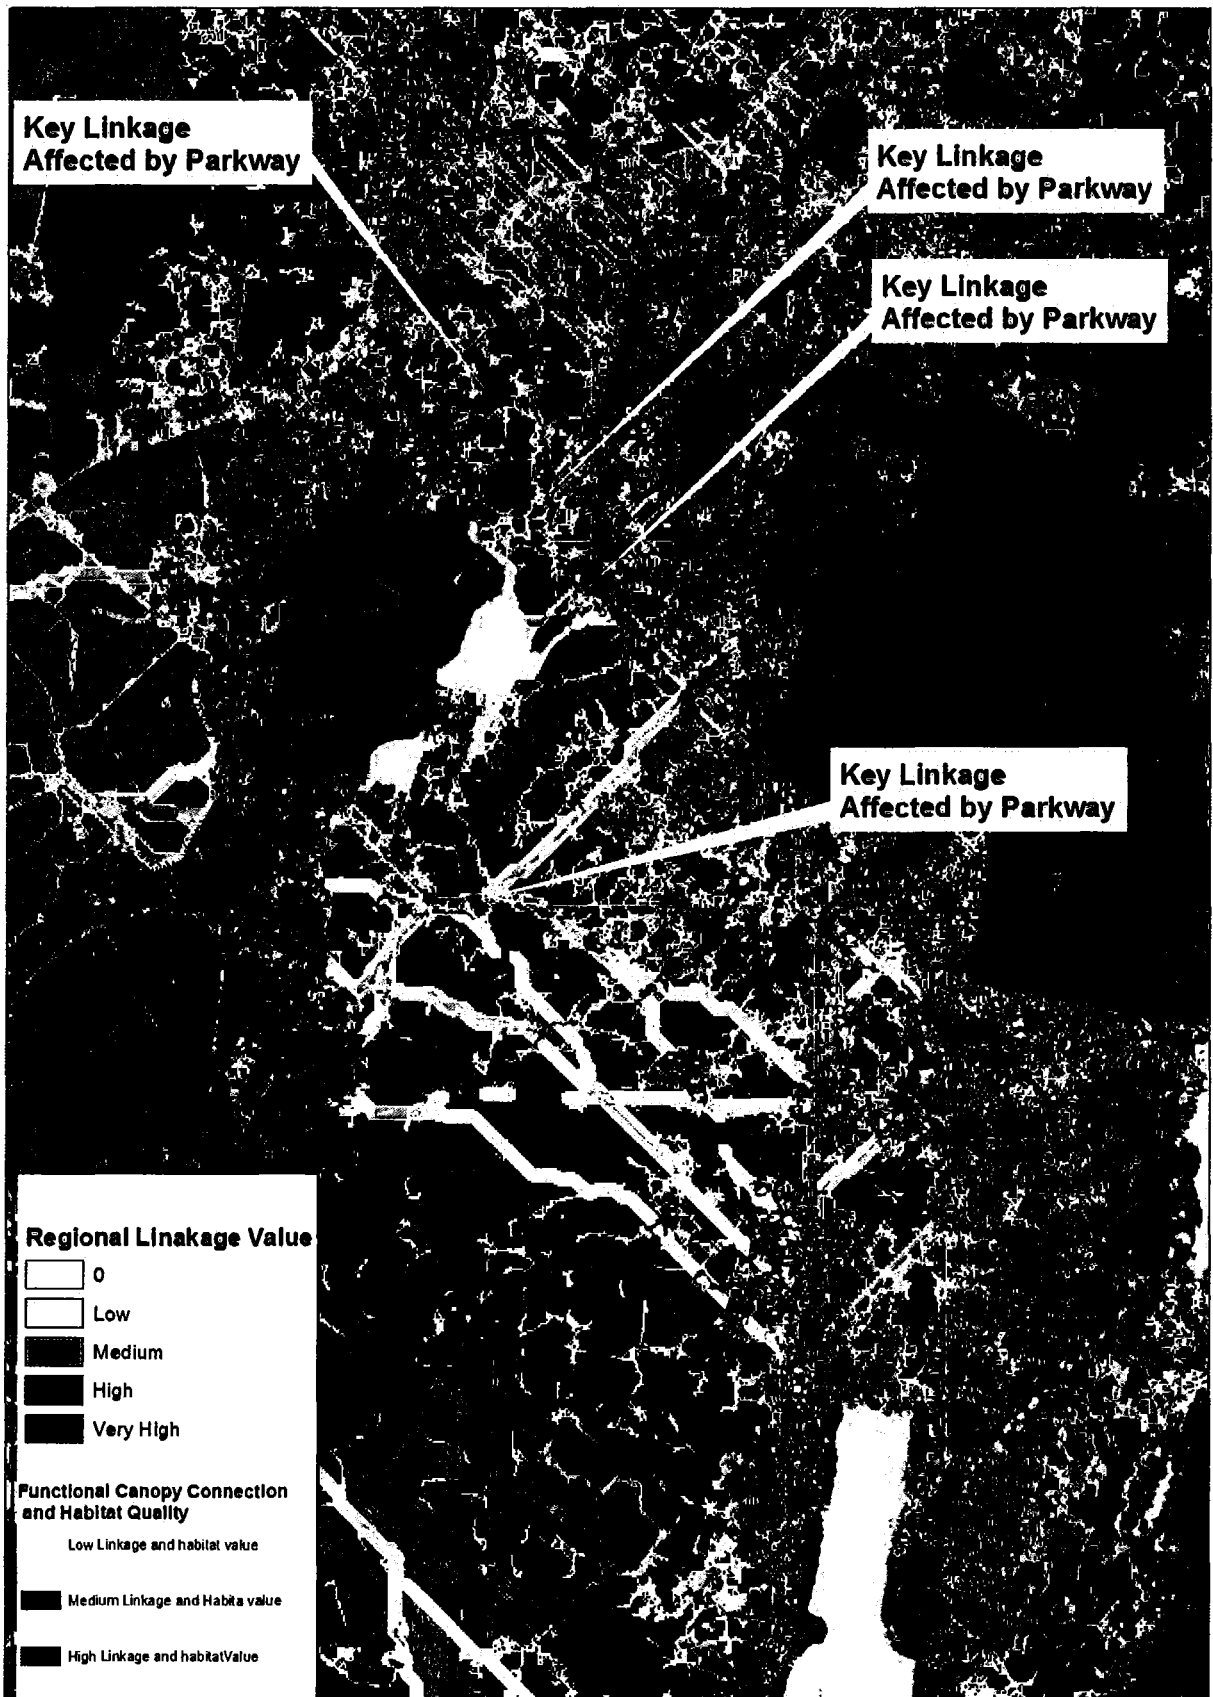 Key Linkage
Affected by Parkway
Key Linkage
Affected by Parkway
Key Linkage
Affected by Parkway
Key Linkage
Affected by Parkway
Regional Linakage Value
0
Low
Medium
High
Very High
Functional Canopy Connection
and Habitat Quality
Low Linkage and habitat value
Medium Linkage and Habita value
High Linkage and habitatValue